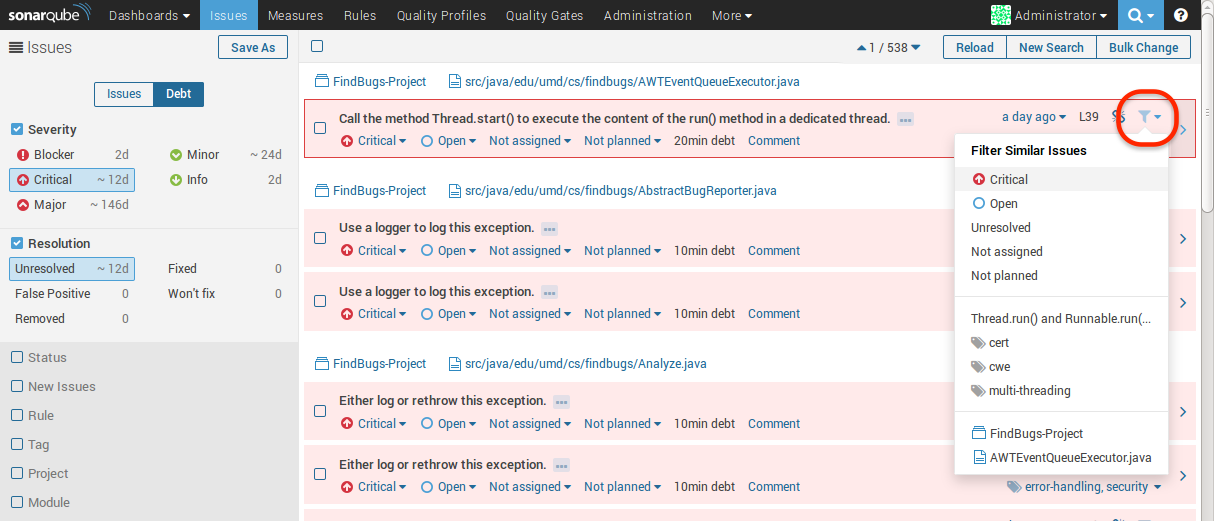 sonarqube Dashboards Issues Measures Rules Quality Profiles Quality Gates Administration More Administrator
Issues Save As
Issues Debt
Severity
Blocker 2d Minor ~ 24d
Critical ~ 12d Info 2d
Major ~ 146d
Resolution
Unresolved ~ 12d Fixed 0
False Positive 0 Won't fix 0
Removed 0
Status
New Issues
Rule
Tag
Project
Module
1 / 538 Reload New Search Bulk Change
FindBugs-Project src/java/edu/umd/cs/findbugs/AWTEventQueueExecutor.java
Call the method Thread.start() to execute the content of the run() method in a dedicated thread. ... a day ago L39
Critical Open Not assigned Not planned 20min debt Comment
FindBugs-Project src/java/edu/umd/cs/findbugs/AbstractBugReporter.java
Use a logger to log this exception. ...
Critical Open Not assigned Not planned 10min debt Comment
Use a logger to log this exception. ...
Critical Open Not assigned Not planned 10min debt Comment
FindBugs-Project src/java/edu/umd/cs/findbugs/Analyze.java
Either log or rethrow this exception. ...
Critical Open Not assigned Not planned 10min debt Comment
Either log or rethrow this exception. ...
Critical Open Not assigned Not planned 10min debt Comment
error-handling, security
Filter Similar Issues
Critical
Open
Unresolved
Not assigned
Not planned
Thread.run() and Runnable.run(...
cert
cwe
multi-threading
FindBugs-Project
AWTEventQueueExecutor.java